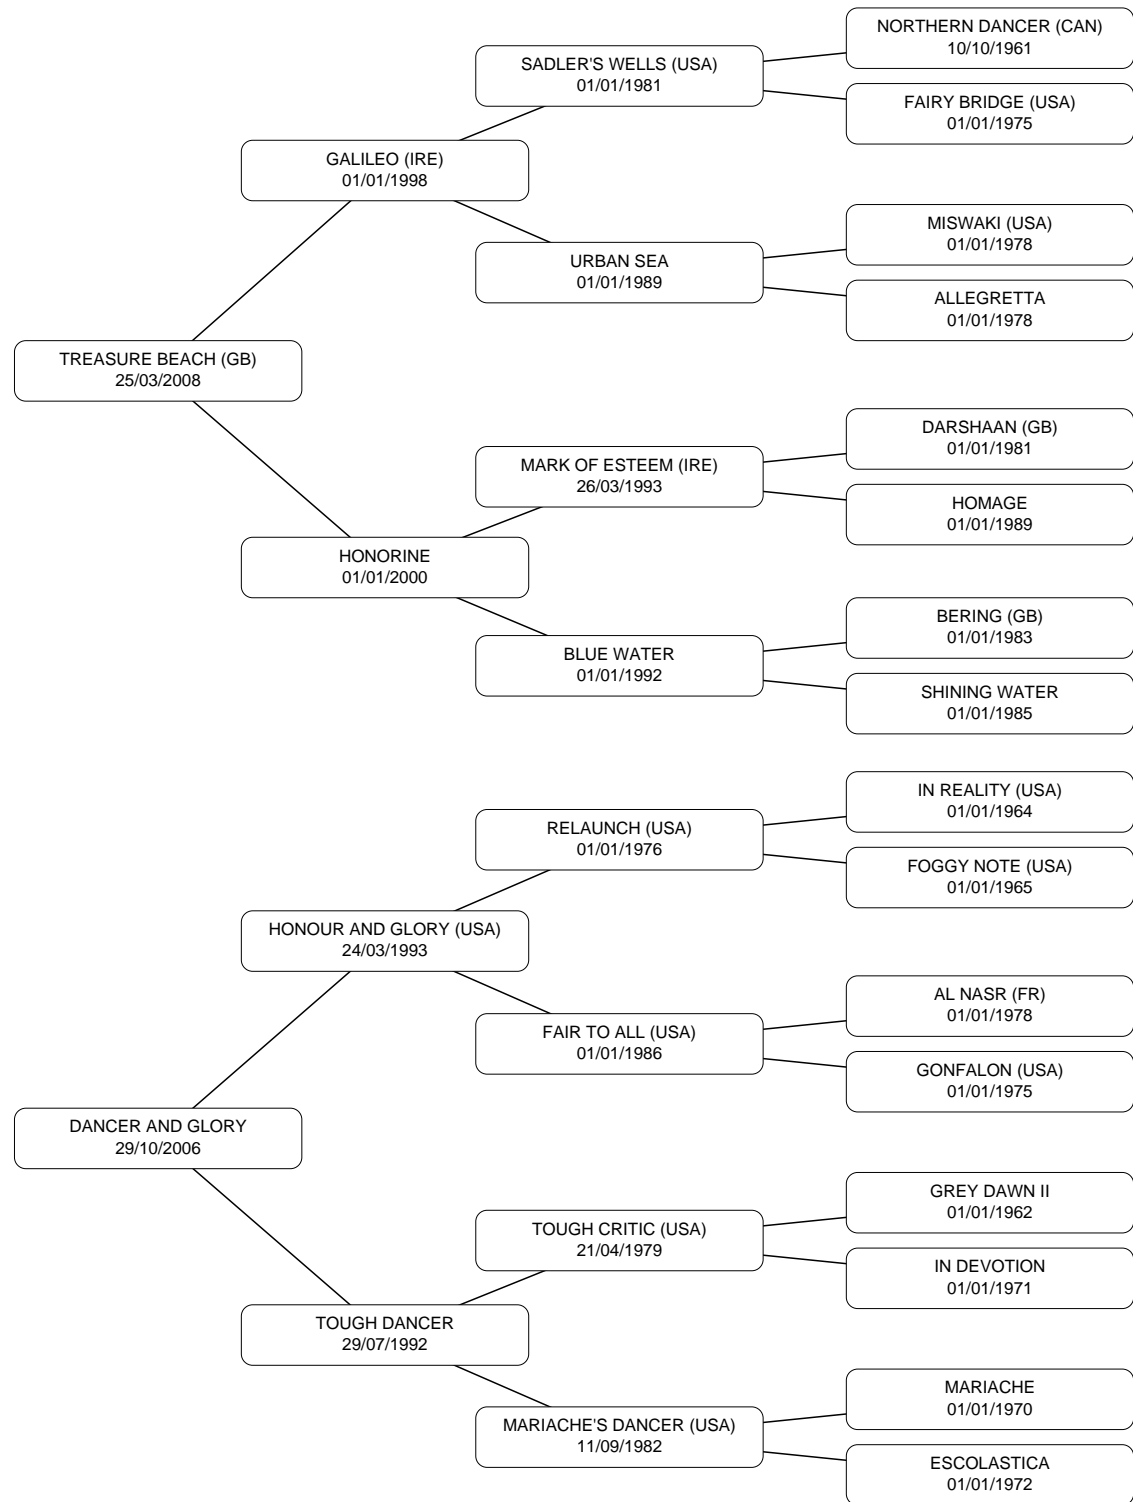 NORTHERN DANCER (CAN)
10/10/1961
SADLER'S WELLS (USA)
01/01/1981
FAIRY BRIDGE (USA)
01/01/1975
GALILEO (IRE)
01/01/1998
MISWAKI (USA)
01/01/1978
URBAN SEA
01/01/1989
ALLEGRETTA
01/01/1978
TREASURE BEACH (GB)
25/03/2008
DARSHAAN (GB)
01/01/1981
MARK OF ESTEEM (IRE)
26/03/1993
HOMAGE
01/01/1989
HONORINE
01/01/2000
BERING (GB)
01/01/1983
BLUE WATER
01/01/1992
SHINING WATER
01/01/1985
IN REALITY (USA)
01/01/1964
RELAUNCH (USA)
01/01/1976
FOGGY NOTE (USA)
01/01/1965
HONOUR AND GLORY (USA)
24/03/1993
AL NASR (FR)
01/01/1978
FAIR TO ALL (USA)
01/01/1986
GONFALON (USA)
01/01/1975
DANCER AND GLORY
29/10/2006
GREY DAWN II
01/01/1962
TOUGH CRITIC (USA)
21/04/1979
IN DEVOTION
01/01/1971
TOUGH DANCER
29/07/1992
MARIACHE
01/01/1970
MARIACHE'S DANCER (USA)
11/09/1982
ESCOLASTICA
01/01/1972